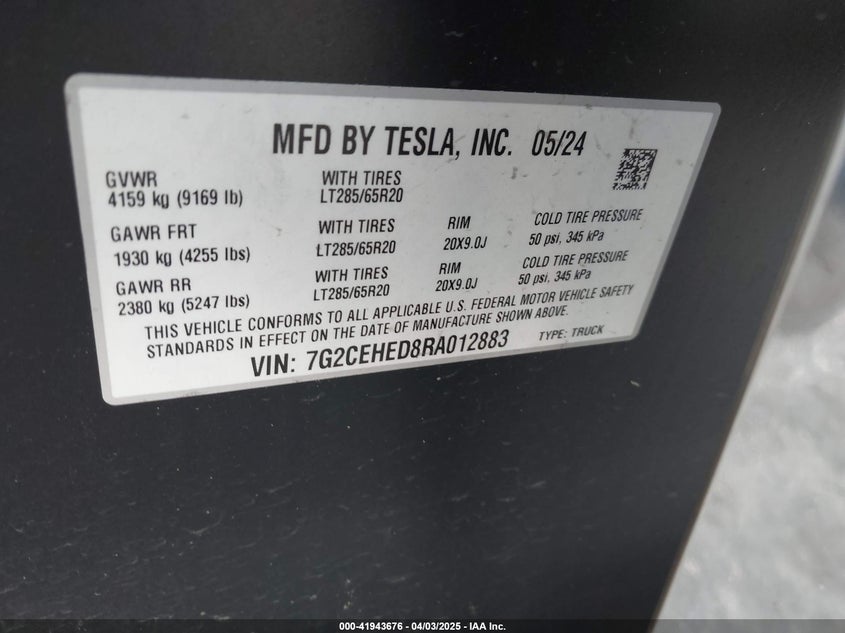 MFD BY TESLA, INC. 05/24
GVWR WITH TIRES
4159 kg (9169 lb) LT285/65R20
GAWR FRT WITH TIRES RIM COLD TIRE PRESSURE
1930 kg (4255 lbs) LT285/65R20 20X9.0J 50 psi, 345 kPa
GAWR RR WITH TIRES RIM COLD TIRE PRESSURE
2380 kg (5247 lbs) LT285/65R20 20X9.0J 50 psi, 345 kPa
THIS VEHICLE CONFORMS TO ALL APPLICABLE U.S. FEDERAL MOTOR VEHICLE SAFETY
STANDARDS IN EFFECT ON THE DATE OF MANUFACTURE SHOWN ABOVE.
VIN: 7G2CEHED8RA012883 TYPE: TRUCK
000-41943676 - 04/03/2025 - IAA Inc.